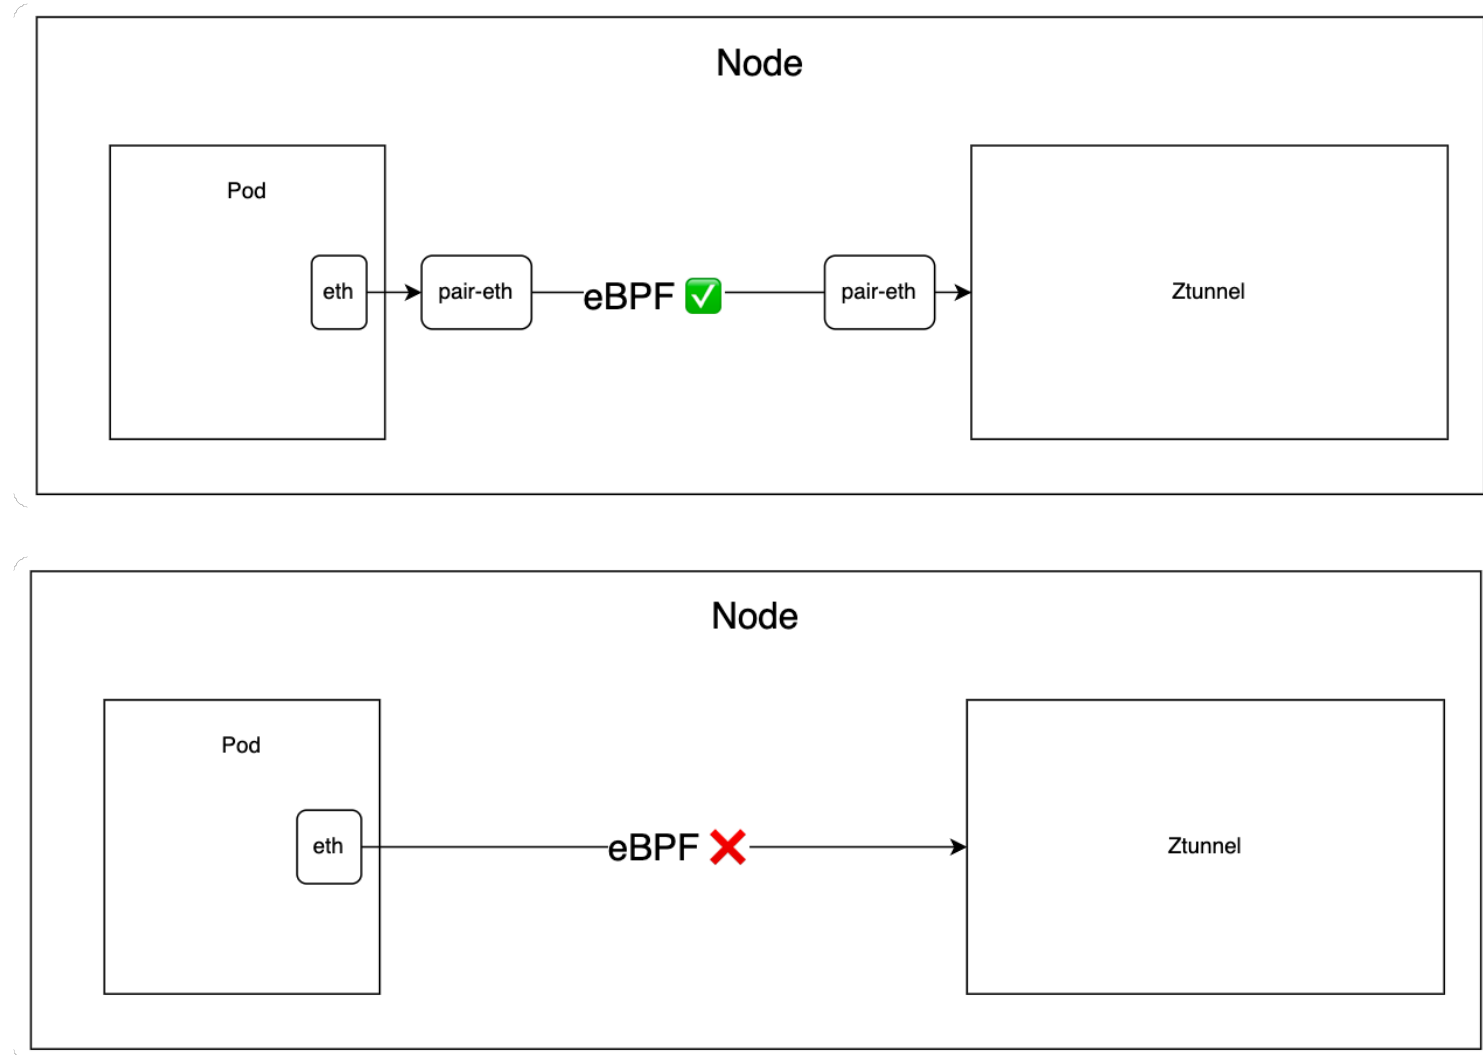 Node
Pod
eth
pair-eth
eBPF ✅
pair-eth
Ztunnel
Node
Pod
eth
eBPF ❌
Ztunnel